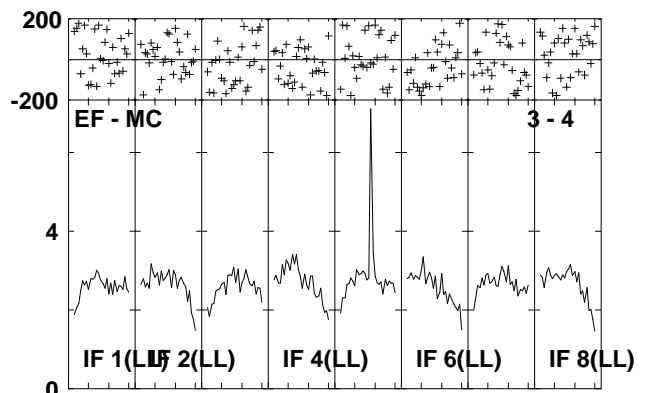 200
-200
EF - MC 3 - 4
4
IF 1(LL) IF 2(LL) IF 4(LL) IF 6(LL) IF 8(LL)
0